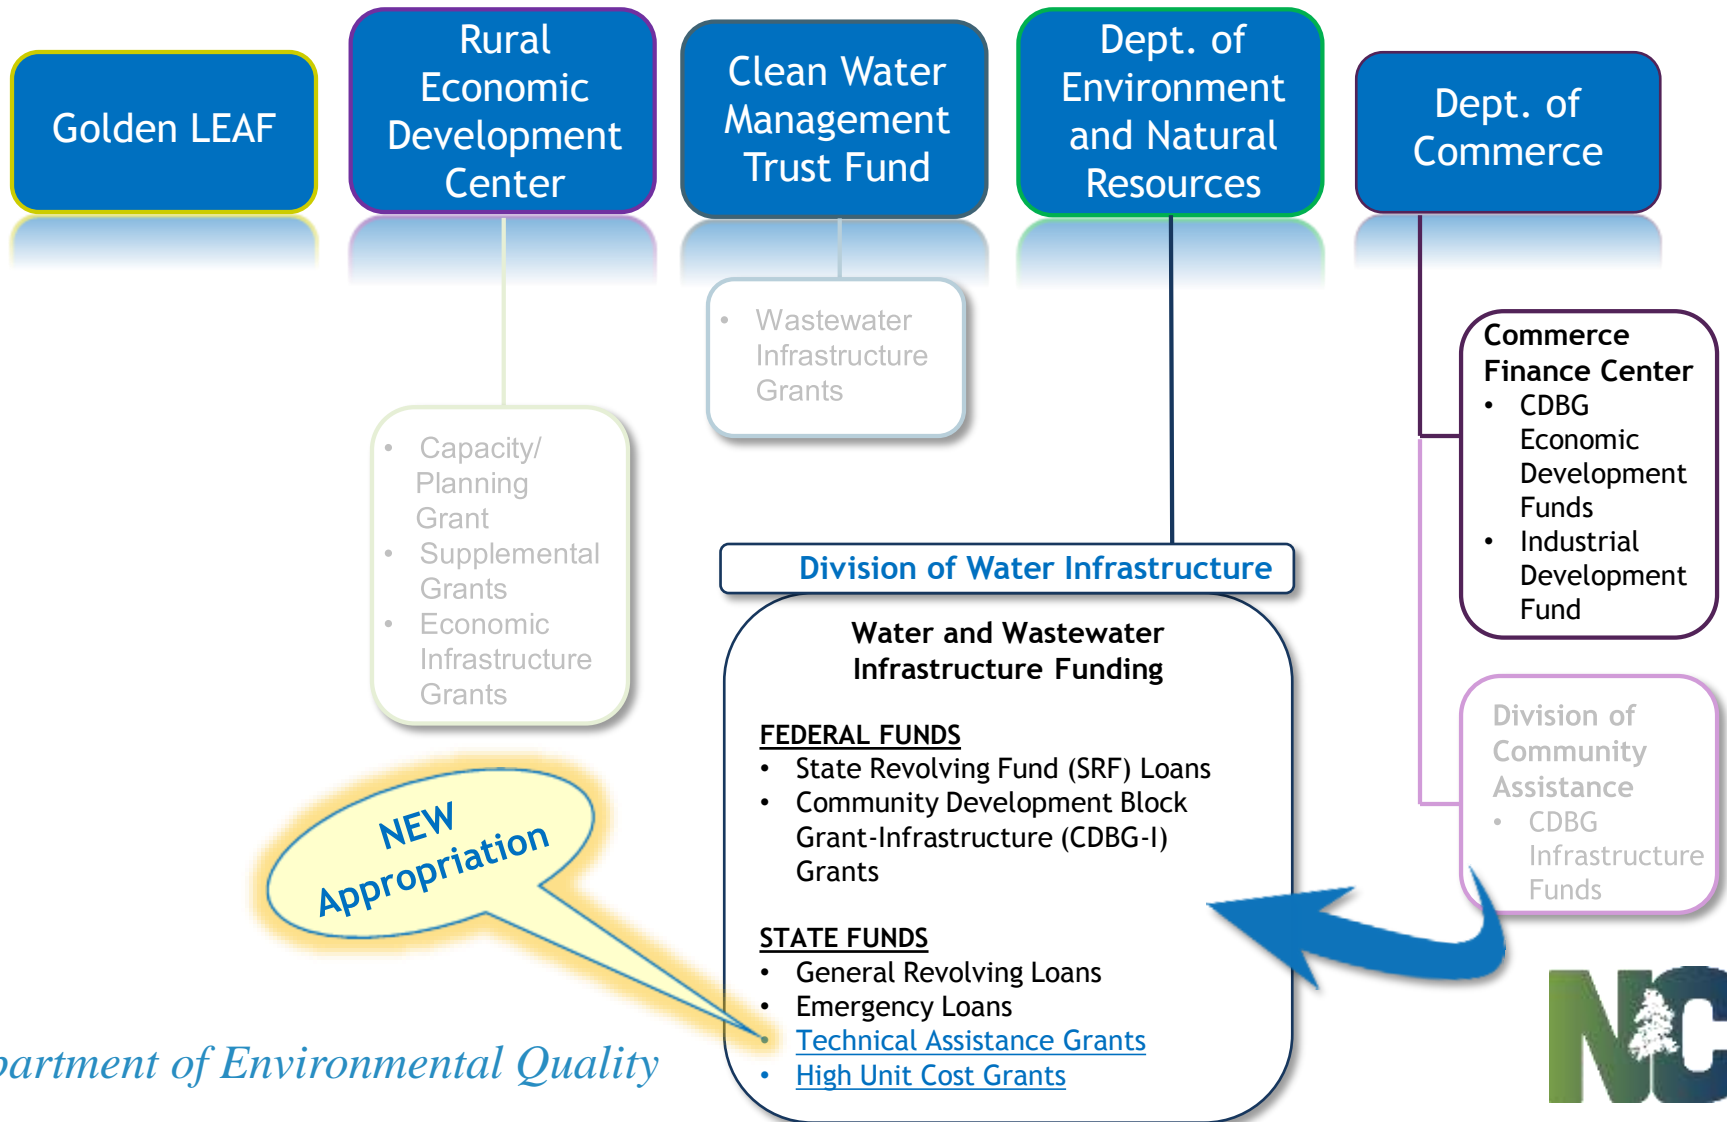 Golden LEAF
Rural
Economic
Development
Center
Clean Water
Management
Trust Fund
Dept. of
Environment
and Natural
Resources
Dept. of
Commerce
• Wastewater
Infrastructure
Grants
• Capacity/
Planning
Grant
• Supplemental
Grants
• Economic
Infrastructure
Grants
Commerce
Finance Center
• CDBG
Economic
Development
Funds
• Industrial
Development
Fund
Division of
Community
Assistance
• CDBG
Infrastructure
Funds
Division of Water Infrastructure
Water and Wastewater
Infrastructure Funding
FEDERAL FUNDS
• State Revolving Fund (SRF) Loans
• Community Development Block
Grant-Infrastructure (CDBG-I)
Grants
STATE FUNDS
• General Revolving Loans
• Emergency Loans
• Technical Assistance Grants
• High Unit Cost Grants
NEW
Appropriation
partment of Environmental Quality
NC